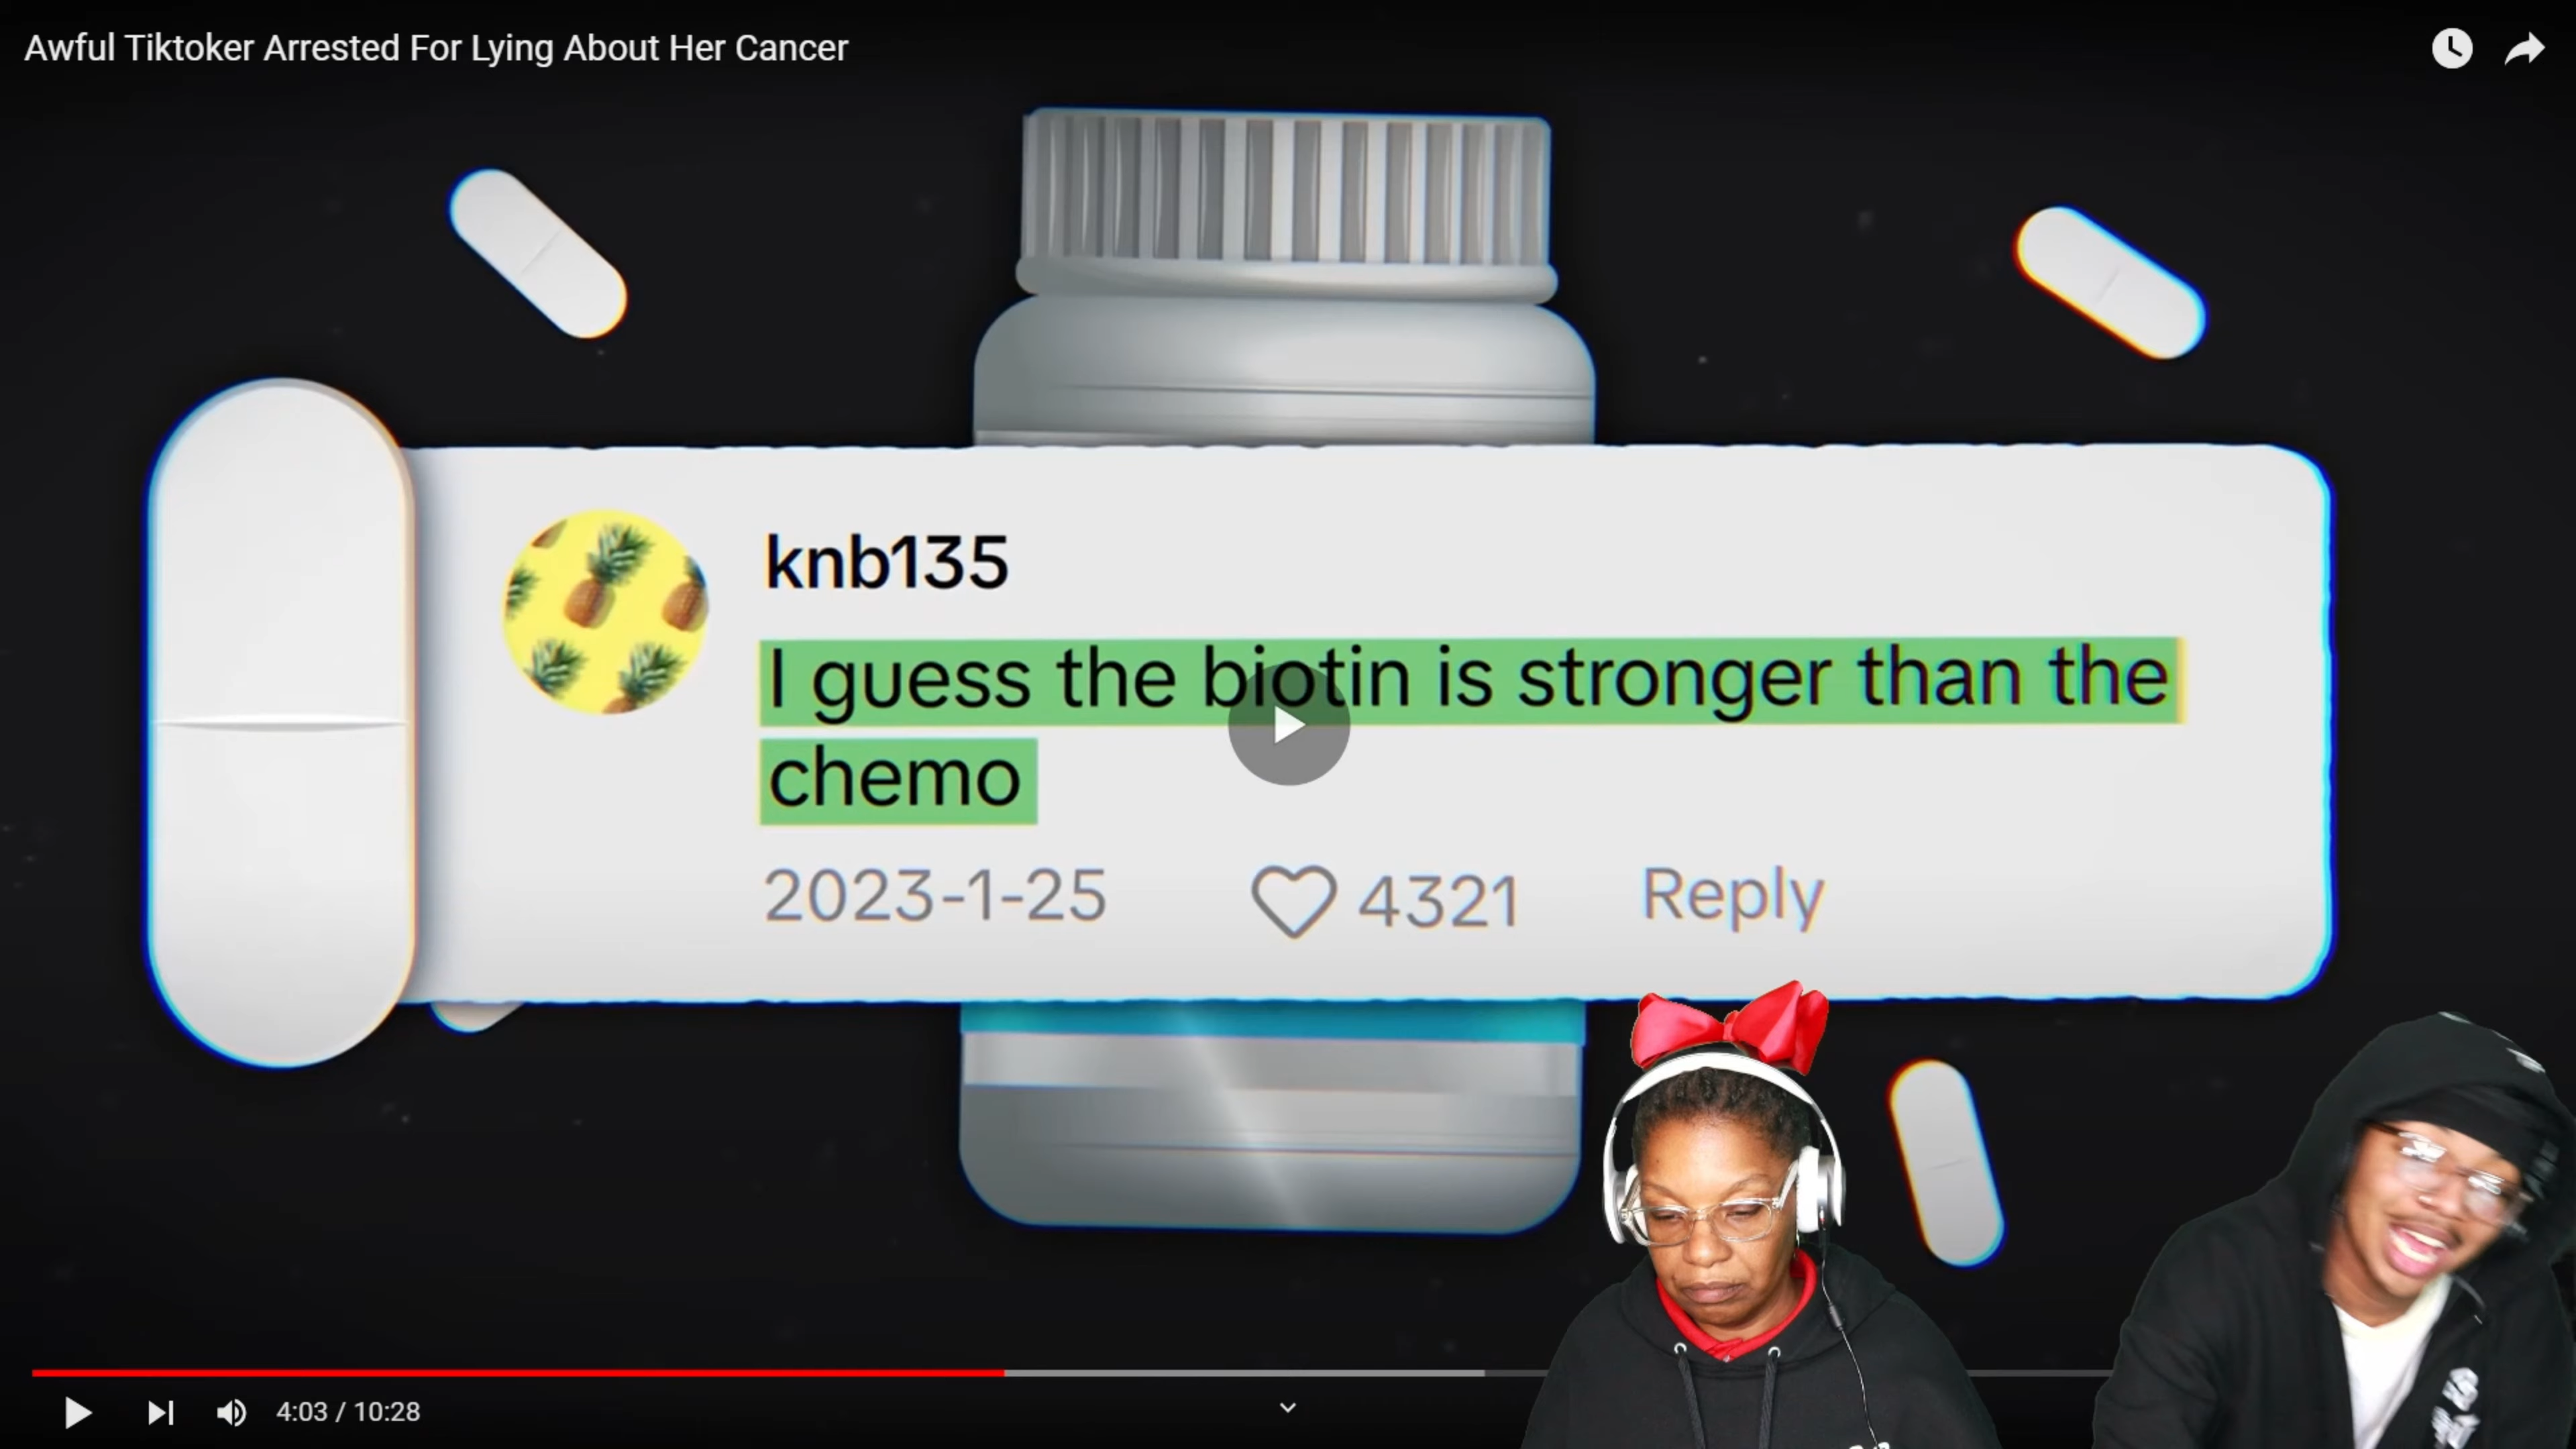 Awful Tiktoker Arrested For Lying About Her Cancer
knb135
I guess the biotin is stronger than the
chemo
2023-1-25 4321 Reply
4:03 / 10:28